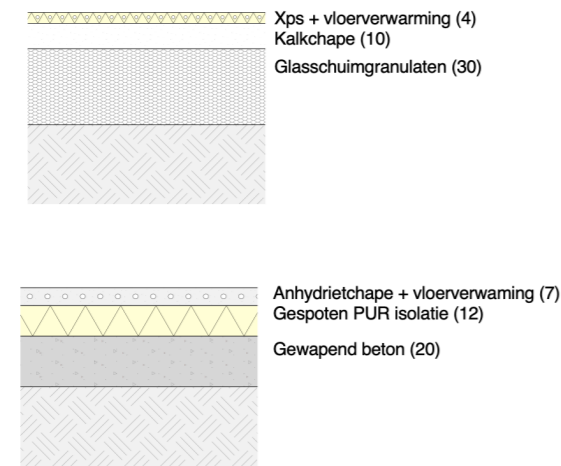 Xps + vloerverwarming (4)
Kalkchape (10)
Glasschuimgranulaten (30)
Anhydrietchape + vloerverwaming (7)
Gespoten PUR isolatie (12)
Gewapend beton (20)